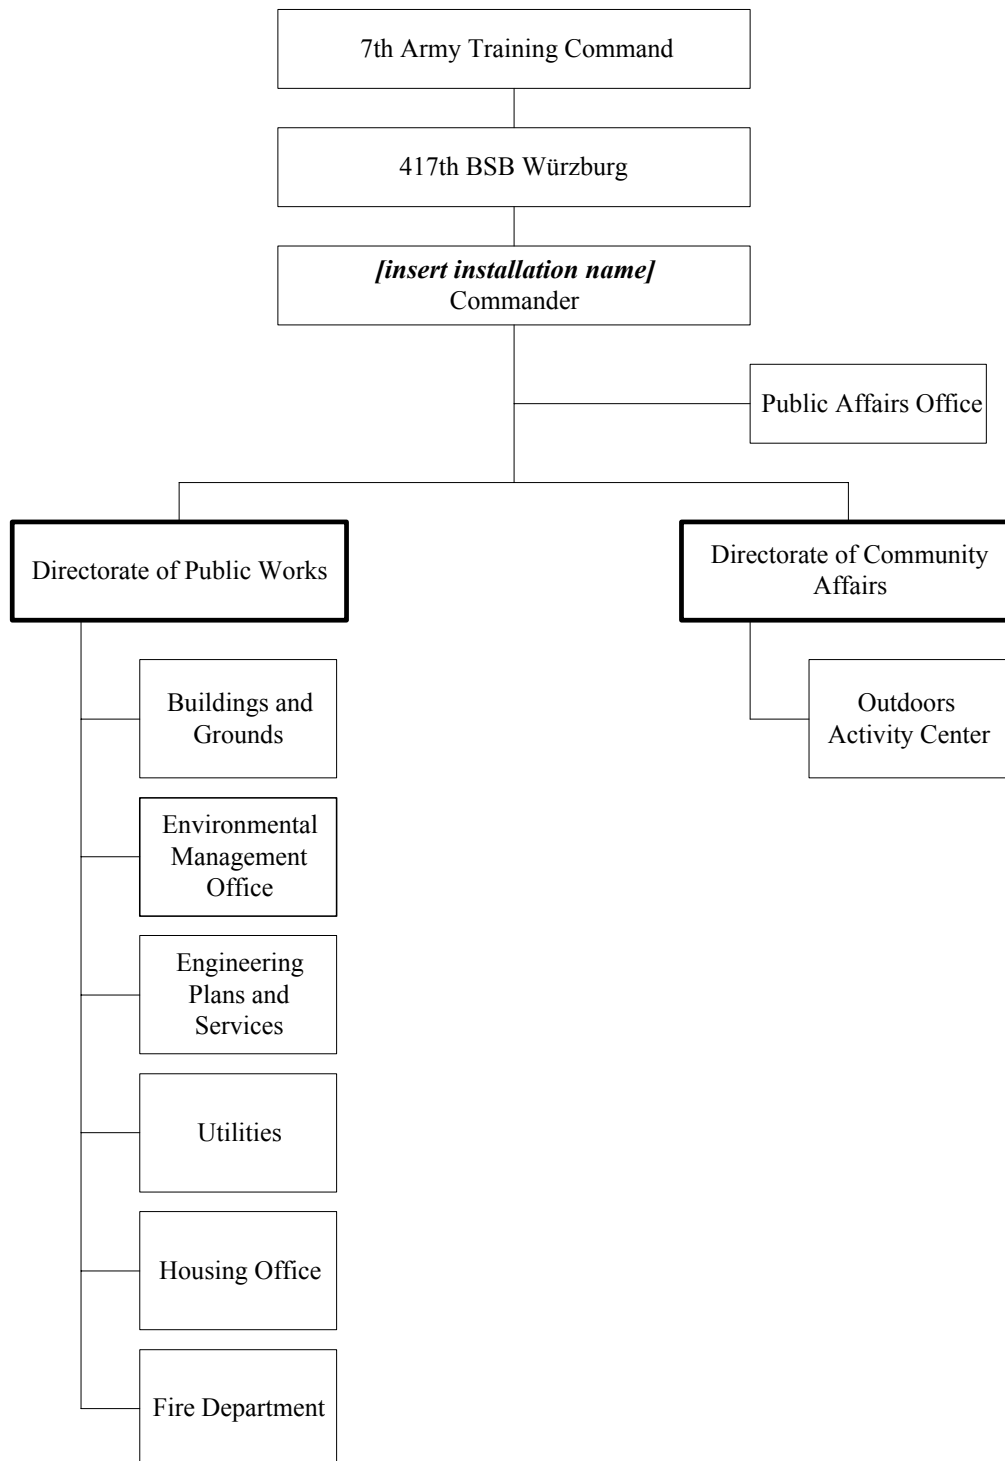 7th Army Training Command
417th BSB Würzburg
[insert installation name]
Commander
Public Affairs Office
Directorate of Public Works
Directorate of Community
Affairs
Buildings and
Grounds
Outdoors
Activity Center
Environmental
Management
Office
Engineering
Plans and
Services
Utilities
Housing Office
Fire Department